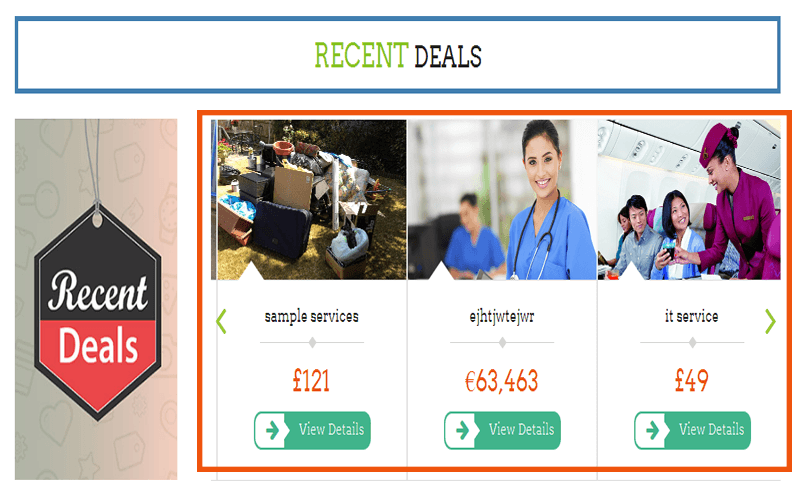 RECENT DEALS
Recent
Deals
sample services
ejhtjwtejwr
it service
£121
€63,463
£49
View Details
View Details
View Details